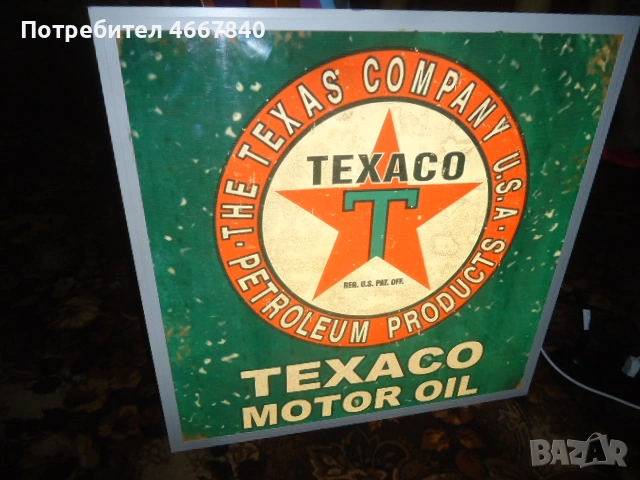 Потребител 4667840
THE TEXAS COMPANY U.S.A.
TEXACO
T
REG. U.S. PAT. OFF.
PETROLEUM PRODUCTS
TEXACO
MOTOR OIL
BAZAR